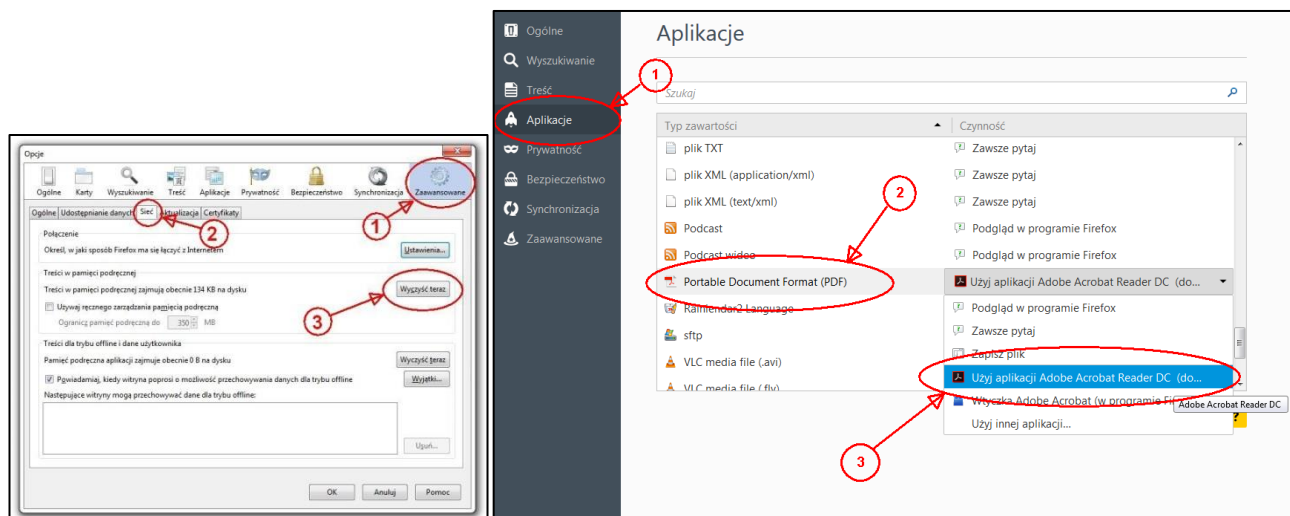 Opcje
Ogólne Karty Wyszukiwanie Treść Aplikacje Prywatność Bezpieczeństwo Synchronizacja Zaawansowane
Ogólne Udostępnianie danych Sieć Aktualizacja Certyfikaty
1
2
Połączenie
Określ, w jaki sposób Firefox ma się łączyć z Internetem
Ustawienia...
Treści w pamięci podręcznej
Treści w pamięci podręcznej zajmują obecnie 134 KB na dysku
Wyczyść teraz
Używaj ręcznego zarządzania pamięcią podręczną
3
Ogranicz pamięć podręczną do 350 MB
Treści dla trybu offline i dane użytkownika
Pamięć podręczna aplikacji zajmuje obecnie 0 B na dysku
Wyczyść teraz
Powiadamiaj, kiedy witryna poprosi o możliwość przechowywania danych dla trybu offline
Wyjątki...
Następujące witryny mogą przechowywać dane dla trybu offline:
Usuń...
OK Anuluj Pomoc
Ogólne
Wyszukiwanie
Treść
Aplikacje
Prywatność
Bezpieczeństwo
Synchronizacja
Zaawansowane
Aplikacje
1
Szukaj
Typ zawartości Czynność
plik TXT Zawsze pytaj
plik XML (application/xml) Zawsze pytaj
plik XML (text/xml) Zawsze pytaj
2
Podcast Podgląd w programie Firefox
Podcast wideo Podgląd w programie Firefox
Portable Document Format (PDF) Użyj aplikacji Adobe Acrobat Reader DC (do...
Rainlendar2 Language Podgląd w programie Firefox
sftp Zawsze pytaj
Zapisz plik
VLC media file (.avi) Użyj aplikacji Adobe Acrobat Reader DC (do...
VLC media file (.flv) Wtyczka Adobe Acrobat (w programie
Adobe Acrobat Reader DC
Użyj innej aplikacji...
?
3